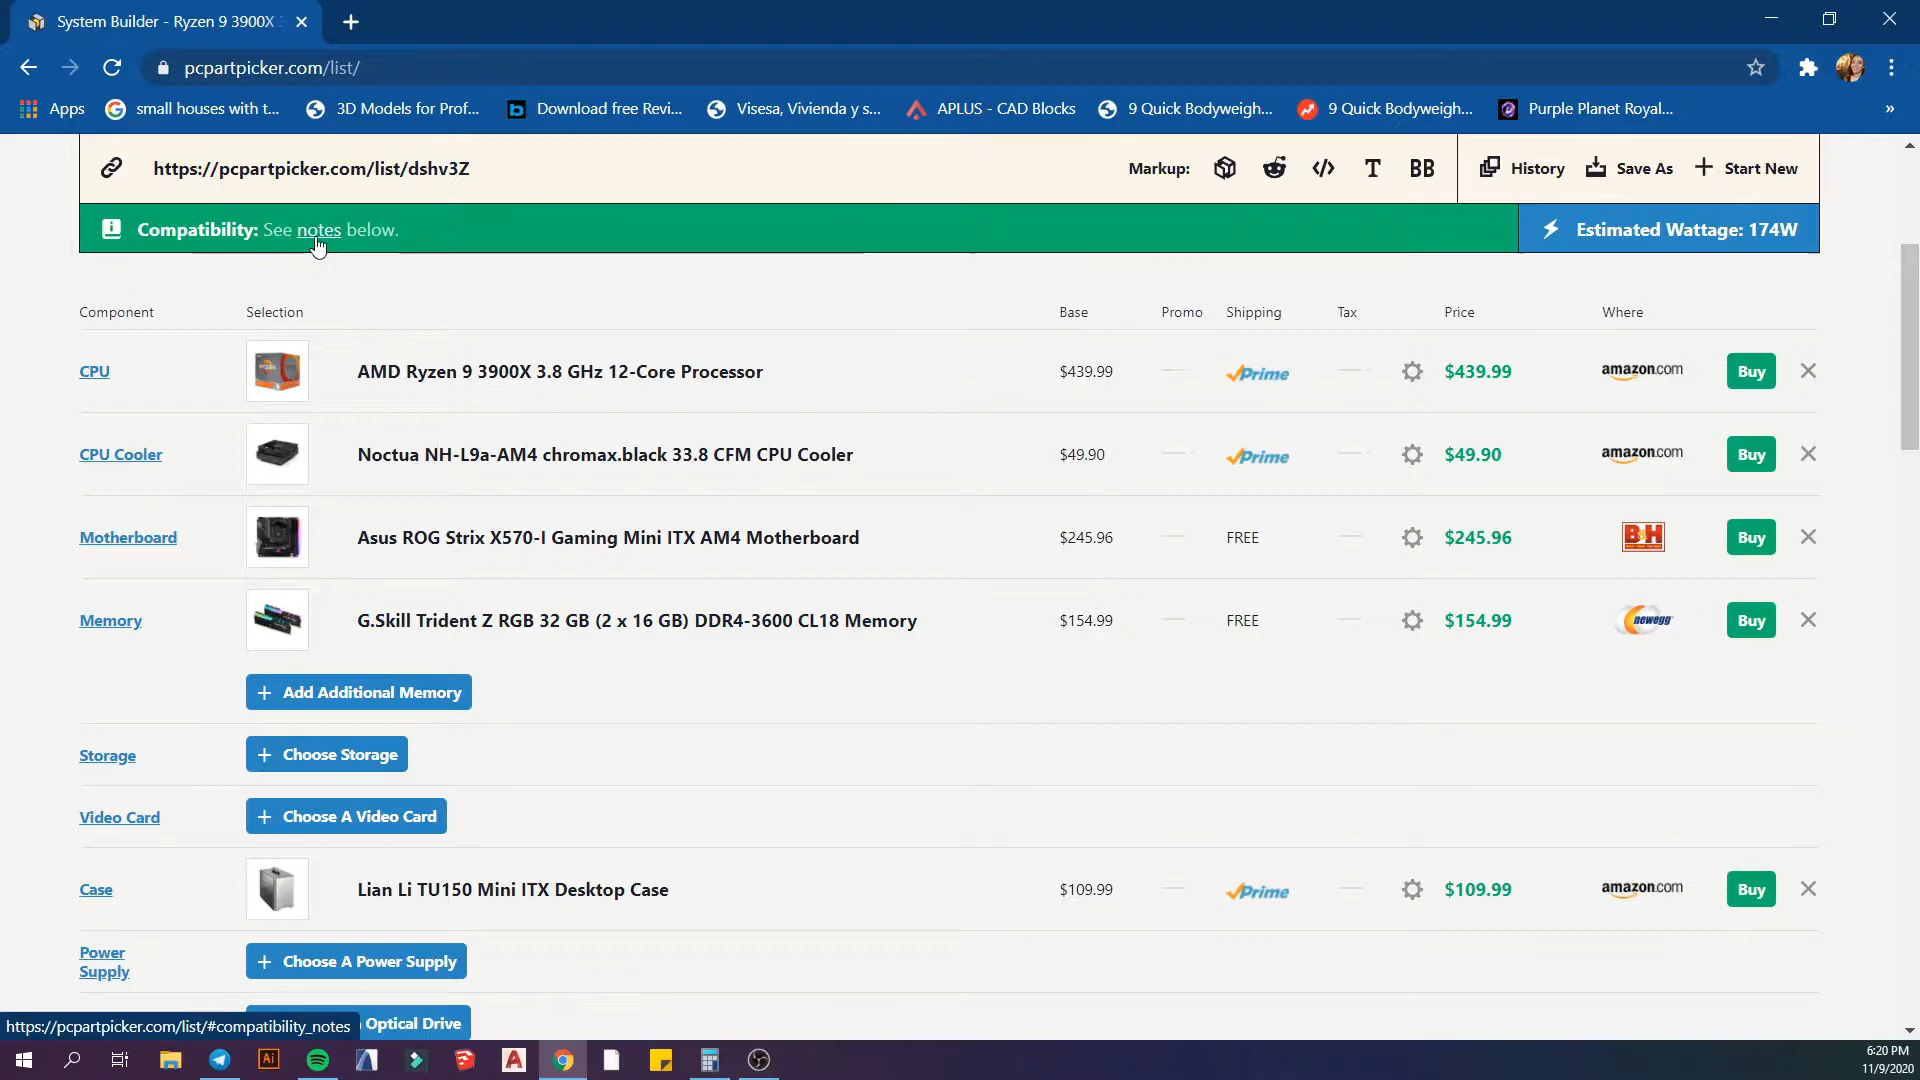 System Builder - Ryzen 9 3900X
pcpartpicker.com/list/
Apps small houses with t... 3D Models for Prof... Download free Revi... Visesa, Vivienda y s... APLUS - CAD Blocks 9 Quick Bodyweigh... 9 Quick Bodyweigh... Purple Planet Royal... »
https://pcpartpicker.com/list/dshv3Z Markup: </> T BB History Save As + Start New
Compatibility: See notes below. Estimated Wattage: 174W
Component Selection Base Promo Shipping Tax Price Where
CPU AMD Ryzen 9 3900X 3.8 GHz 12-Core Processor $439.99 Prime $439.99 amazon.com Buy
CPU Cooler Noctua NH-L9a-AM4 chromax.black 33.8 CFM CPU Cooler $49.90 Prime $49.90 amazon.com Buy
Motherboard Asus ROG Strix X570-I Gaming Mini ITX AM4 Motherboard $245.96 FREE $245.96 B&H Buy
Memory G.Skill Trident Z RGB 32 GB (2 x 16 GB) DDR4-3600 CL18 Memory $154.99 FREE $154.99 newegg Buy
+ Add Additional Memory
Storage + Choose Storage
Video Card + Choose A Video Card
Case Lian Li TU150 Mini ITX Desktop Case $109.99 Prime $109.99 amazon.com Buy
Power
Supply + Choose A Power Supply
https://pcpartpicker.com/list/#compatibility_notes Optical Drive
Ai
6:20 PM
11/9/2020